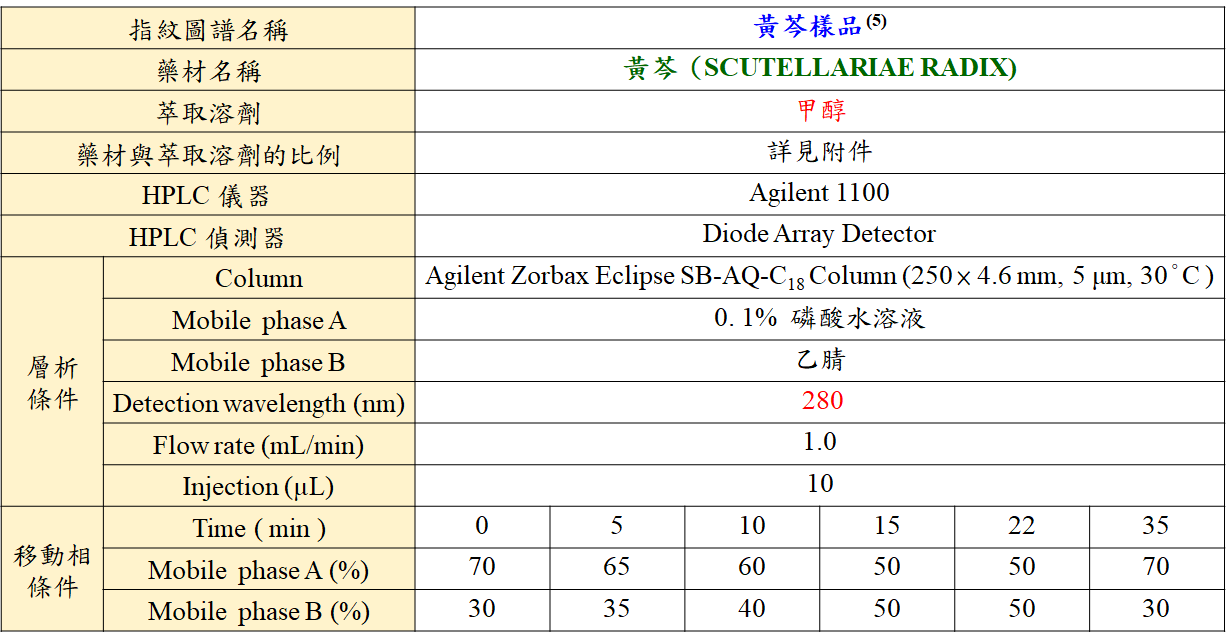 指紋圖譜名稱 黃芩樣品(5)
藥材名稱 黃芩（SCUTELLARIAE RADIX)
萃取溶劑 甲醇
藥材與萃取溶劑的比例 詳見附件
HPLC 儀器 Agilent 1100
HPLC 偵測器 Diode Array Detector
層析條件
Column Agilent Zorbax Eclipse SB-AQ-C18 Column (250 × 4.6 mm, 5 μm, 30°C )
Mobile phase A 0. 1% 磷酸水溶液
Mobile phase B 乙腈
Detection wavelength (nm) 280
Flow rate (mL/min) 1.0
Injection (μL) 10
移動相條件
Time ( min ) 0 5 10 15 22 35
Mobile phase A (%) 70 65 60 50 50 70
Mobile phase B (%) 30 35 40 50 50 30